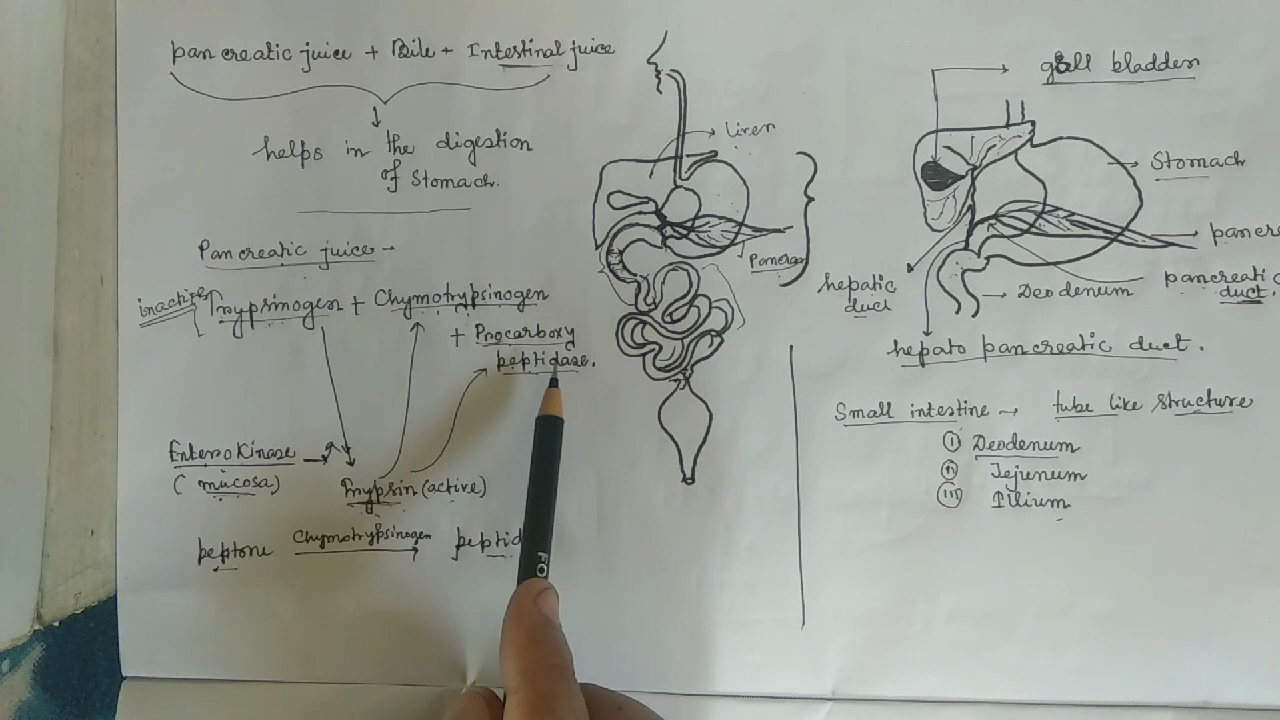 pancreatic juice + Bile + Intestinal juice
helps in the digestion
of Stomach.
Pancreatic juice -
inactive
Trypsinogen + Chymotrypsinogen
+ Procarboxy
peptidase.
Enterokinase
(mucosa)
Trypsin (active)
peptone
Chymotrypsinogen
peptid
Liver
Pancreas
gall bladder
Stomach
pancre
pancreatic
duct.
Deodenum
hepatic
duct
hepato pancreatic duct.
Small intestine → tube like structure
(i) Deodenum
(ii) Jejunum
(iii) Iilium